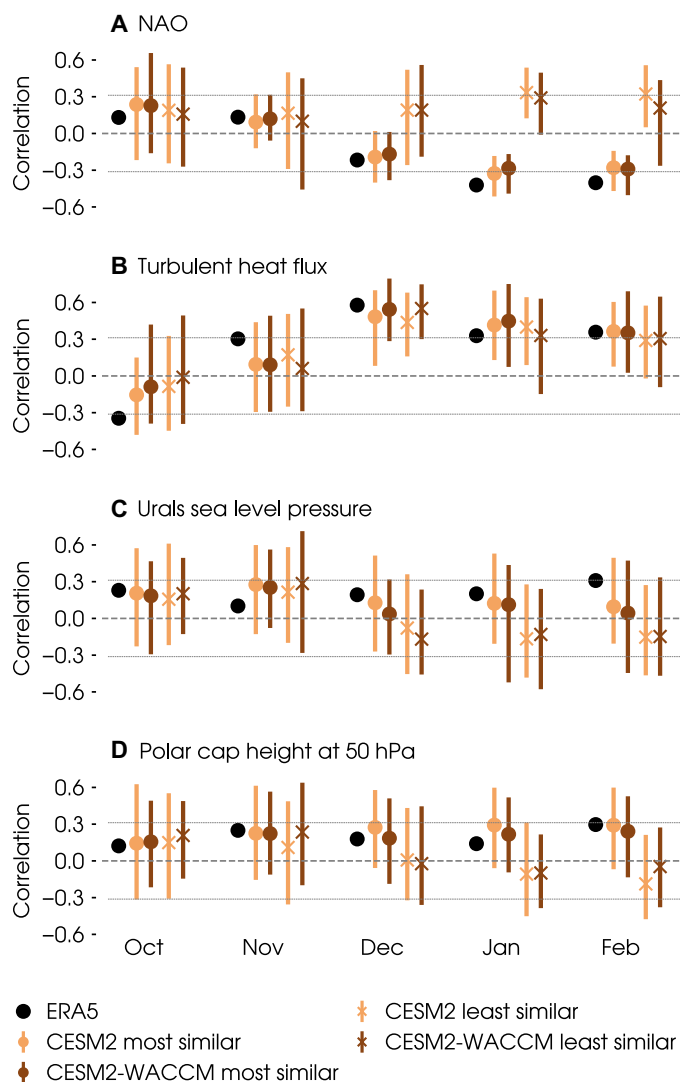 A NAO
0.6
0.3
0.0
−0.3
−0.6
Correlation
B Turbulent heat flux
0.6
0.3
0.0
−0.3
−0.6
Correlation
C Urals sea level pressure
0.6
0.3
0.0
−0.3
−0.6
Correlation
D Polar cap height at 50 hPa
0.6
0.3
0.0
−0.3
−0.6
Correlation
Oct Nov Dec Jan Feb
ERA5
CESM2 most similar
CESM2-WACCM most similar
CESM2 least similar
CESM2-WACCM least similar